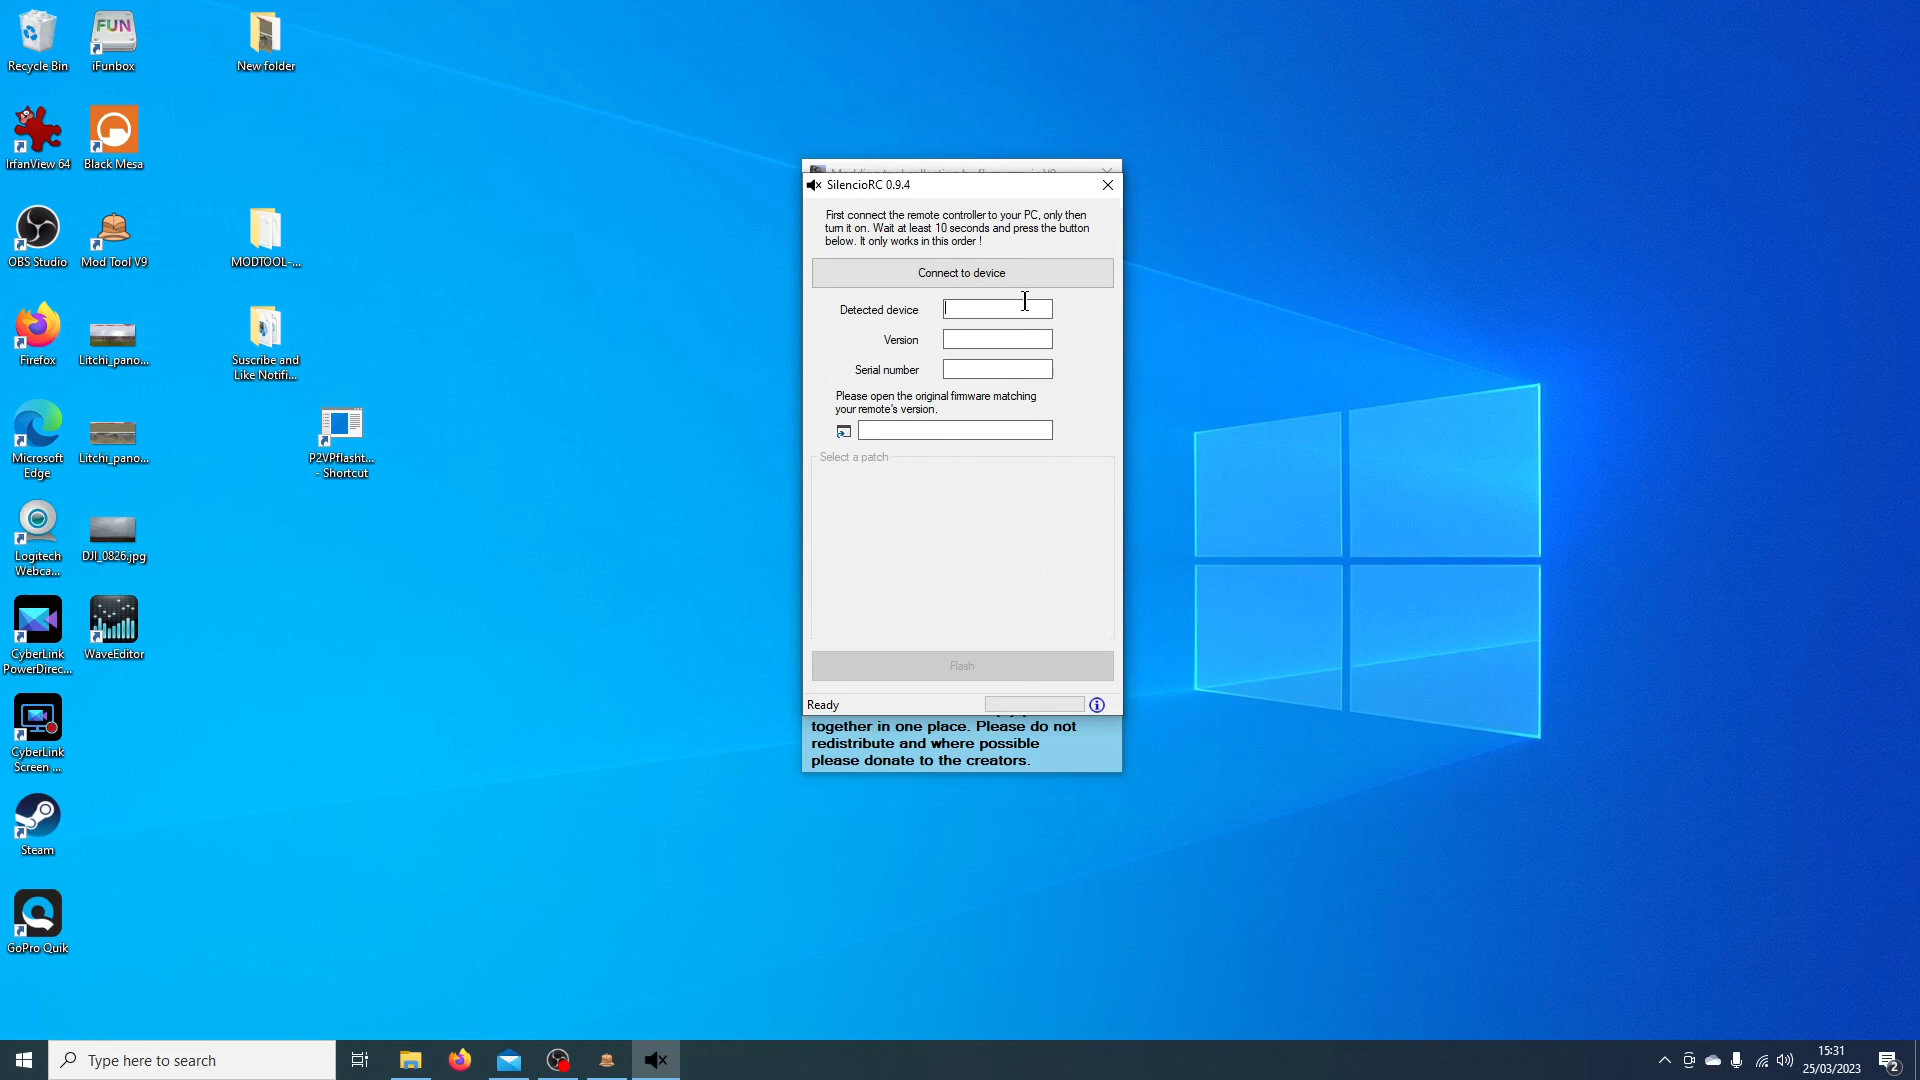 Recycle Bin
FUN
iFunbox
New folder
IrfanView 64
Black Mesa
OBS Studio
Mod Tool V9
MODTOOL-...
Firefox
Litchi_pano...
Suscribe and
Like Notifi...
Microsoft
Edge
Litchi_pano...
P2VPflasht...
- Shortcut
Logitech
Webca...
DJI_0826.jpg
CyberLink
PowerDirec...
WaveEditor
CyberLink
Screen ...
Steam
GoPro Quik
SilencioRC 0.9.4
First connect the remote controller to your PC, only then
turn it on. Wait at least 10 seconds and press the button
below. It only works in this order !
Connect to device
Detected device
Version
Serial number
Please open the original firmware matching
your remote's version.
Select a patch
Flash
Ready
together in one place. Please do not
redistribute and where possible
please donate to the creators.
Type here to search
15:31
25/03/2023
2